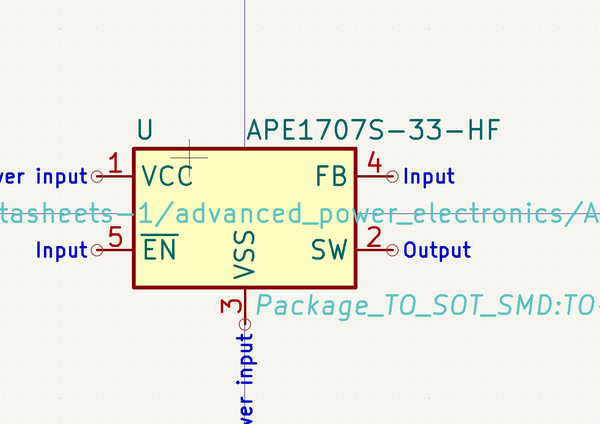 U APE1707S-33-HF
wer input 1 VCC FB 4 Input
tasheets-1/advanced_power_electronics/A
Input 5 EN SW 2 Output
VSS
3 Package_TO_SOT_SMD:TO-
wer input